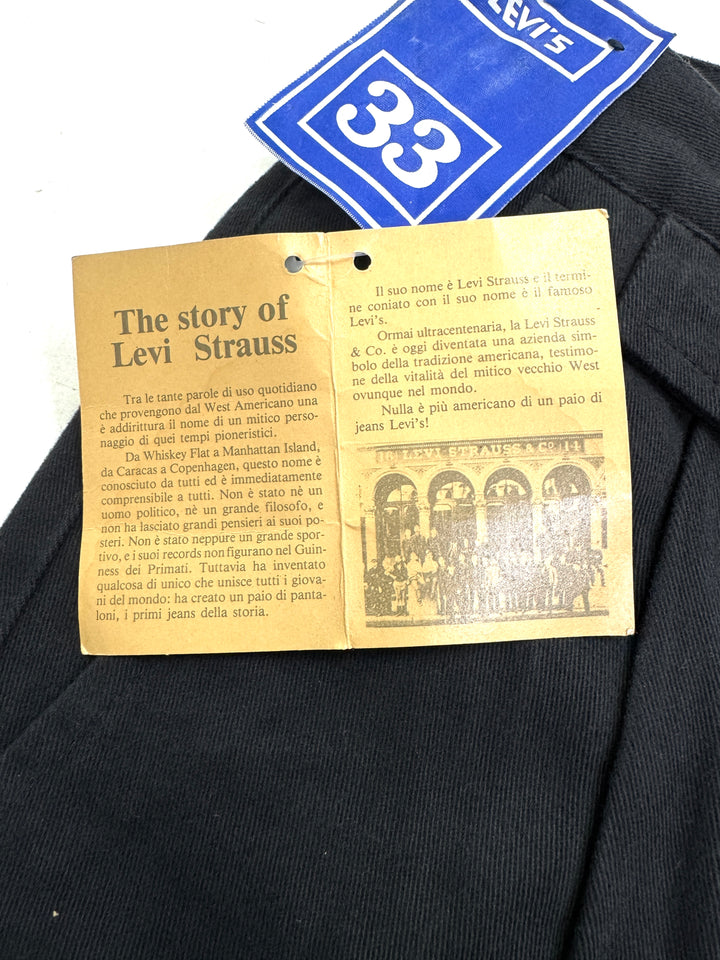 LEVI'S
33
The story of
Levi Strauss
Tra le tante parole di uso quotidiano
che provengono dal West Americano una
è addirittura il nome di un mitico perso-
naggio di quei tempi pioneristici.
Da Whiskey Flat a Manhattan Island,
da Caracas a Copenhagen, questo nome è
conosciuto da tutti ed è immediatamente
comprensibile a tutti. Non è stato nè un
uomo politico, nè un grande filosofo, e
non ha lasciato grandi pensieri ai suoi po-
steri. Non è stato neppure un grande spor-
tivo, e i suoi records non figurano nel Guin-
ness dei Primati. Tuttavia ha inventato
qualcosa di unico che unisce tutti i giova-
ni del mondo: ha creato un paio di panta-
loni, i primi jeans della storia.
Il suo nome è Levi Strauss e il termi-
ne coniato con il suo nome è il famoso
Levi's.
Ormai ultracentenaria, la Levi Strauss
& Co. è oggi diventata una azienda sim-
bolo della tradizione americana, testimo-
ne della vitalità del mitico vecchio West
ovunque nel mondo.
Nulla è più americano di un paio di
jeans Levi's!
LEVI STRAUSS & Co.